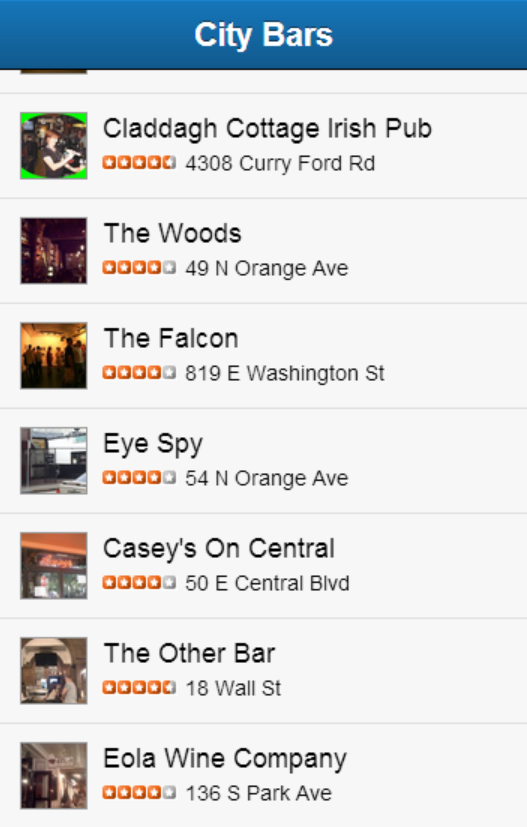 City Bars
Claddagh Cottage Irish Pub
4308 Curry Ford Rd
The Woods
49 N Orange Ave
The Falcon
819 E Washington St
Eye Spy
54 N Orange Ave
Casey's On Central
50 E Central Blvd
The Other Bar
18 Wall St
Eola Wine Company
136 S Park Ave